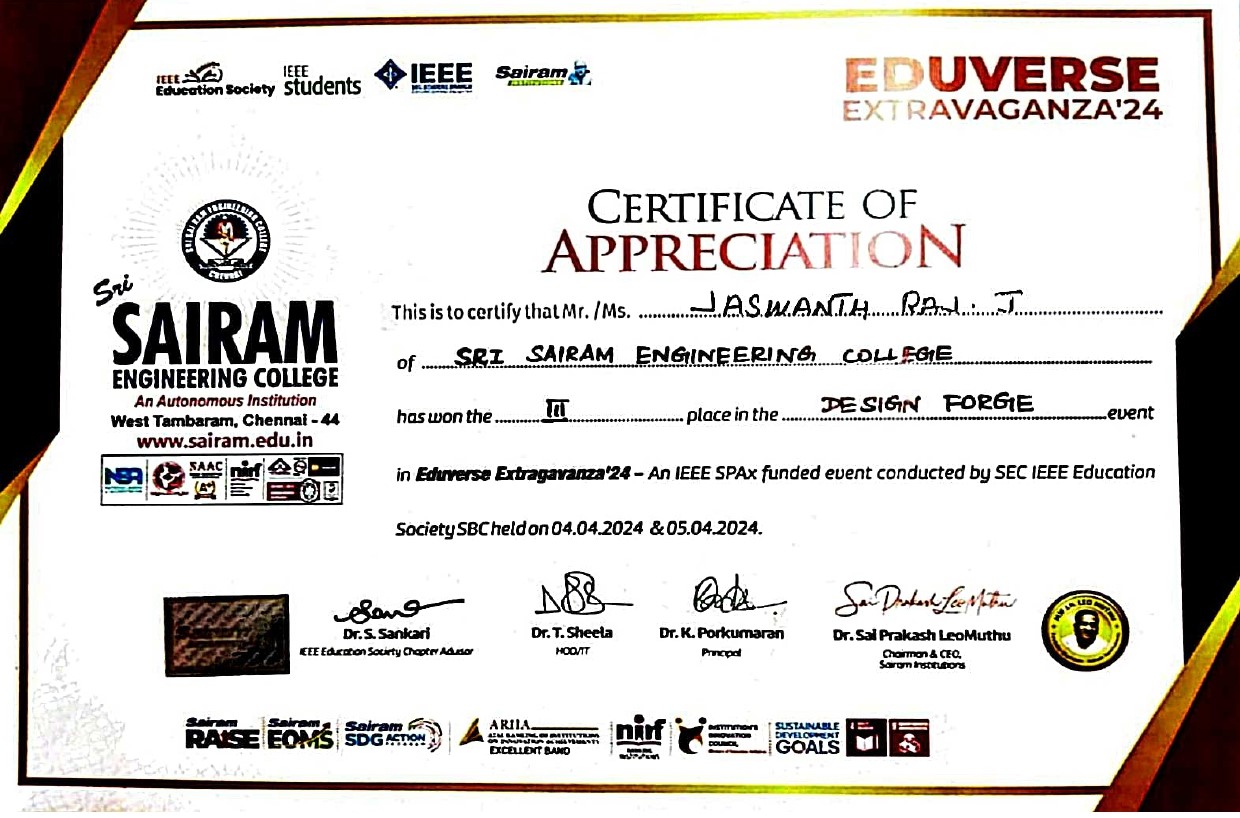 IEEE
Education Society
IEEE
students
IEEE
Sairam
INSTITUTIONS
EDUVERSE
EXTRAVAGANZA'24
CERTIFICATE OF
APPRECIATION
Sri
SAIRAM
ENGINEERING COLLEGE
An Autonomous Institution
West Tambaram, Chennai - 44
www.sairam.edu.in
NBA
SAAC
A+
nirf
This is to certify that Mr. /Ms. JASWANTH RAJ. J
of SRI SAIRAM ENGINEERING COLLEGE
has won the III place in the DESIGN FORGE event
in Eduverse Extragavanza'24 – An IEEE SPAx funded event conducted by SEC IEEE Education
Society SBC held on 04.04.2024 & 05.04.2024.
Dr. S. Sankari
IEEE Education Society Chapter Advisor
Dr. T. Sheela
HOD/IT
Dr. K. Porkumaran
Principal
Sai Prakash LeoMuthu
Dr. Sai Prakash LeoMuthu
Chairman & CEO,
Sairam Institutions
Sairam
RAISE
Sairam
EOMS
Sairam
SDG ACTION
ARIIA
EXCELLENT BAND
nirf
INSTITUTION'S
INNOVATION
COUNCIL
SUSTAINABLE
DEVELOPMENT
GOALS